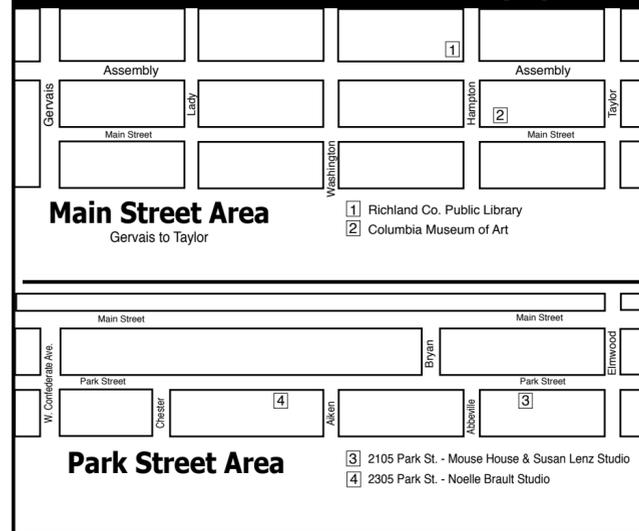 1
Assembly
Assembly
Gervais
Lady
Hampton
Taylor
2
Main Street
Main Street
Washington
Main Street Area
Gervais to Taylor
1 Richland Co. Public Library
2 Columbia Museum of Art
Main Street
Main Street
W. Confederate Ave.
Bryan
Elmwood
Park Street
Park Street
Chester
4
Aiken
Abbeville
3
Park Street Area
3 2105 Park St. - Mouse House & Susan Lenz Studio
4 2305 Park St. - Noelle Brault Studio